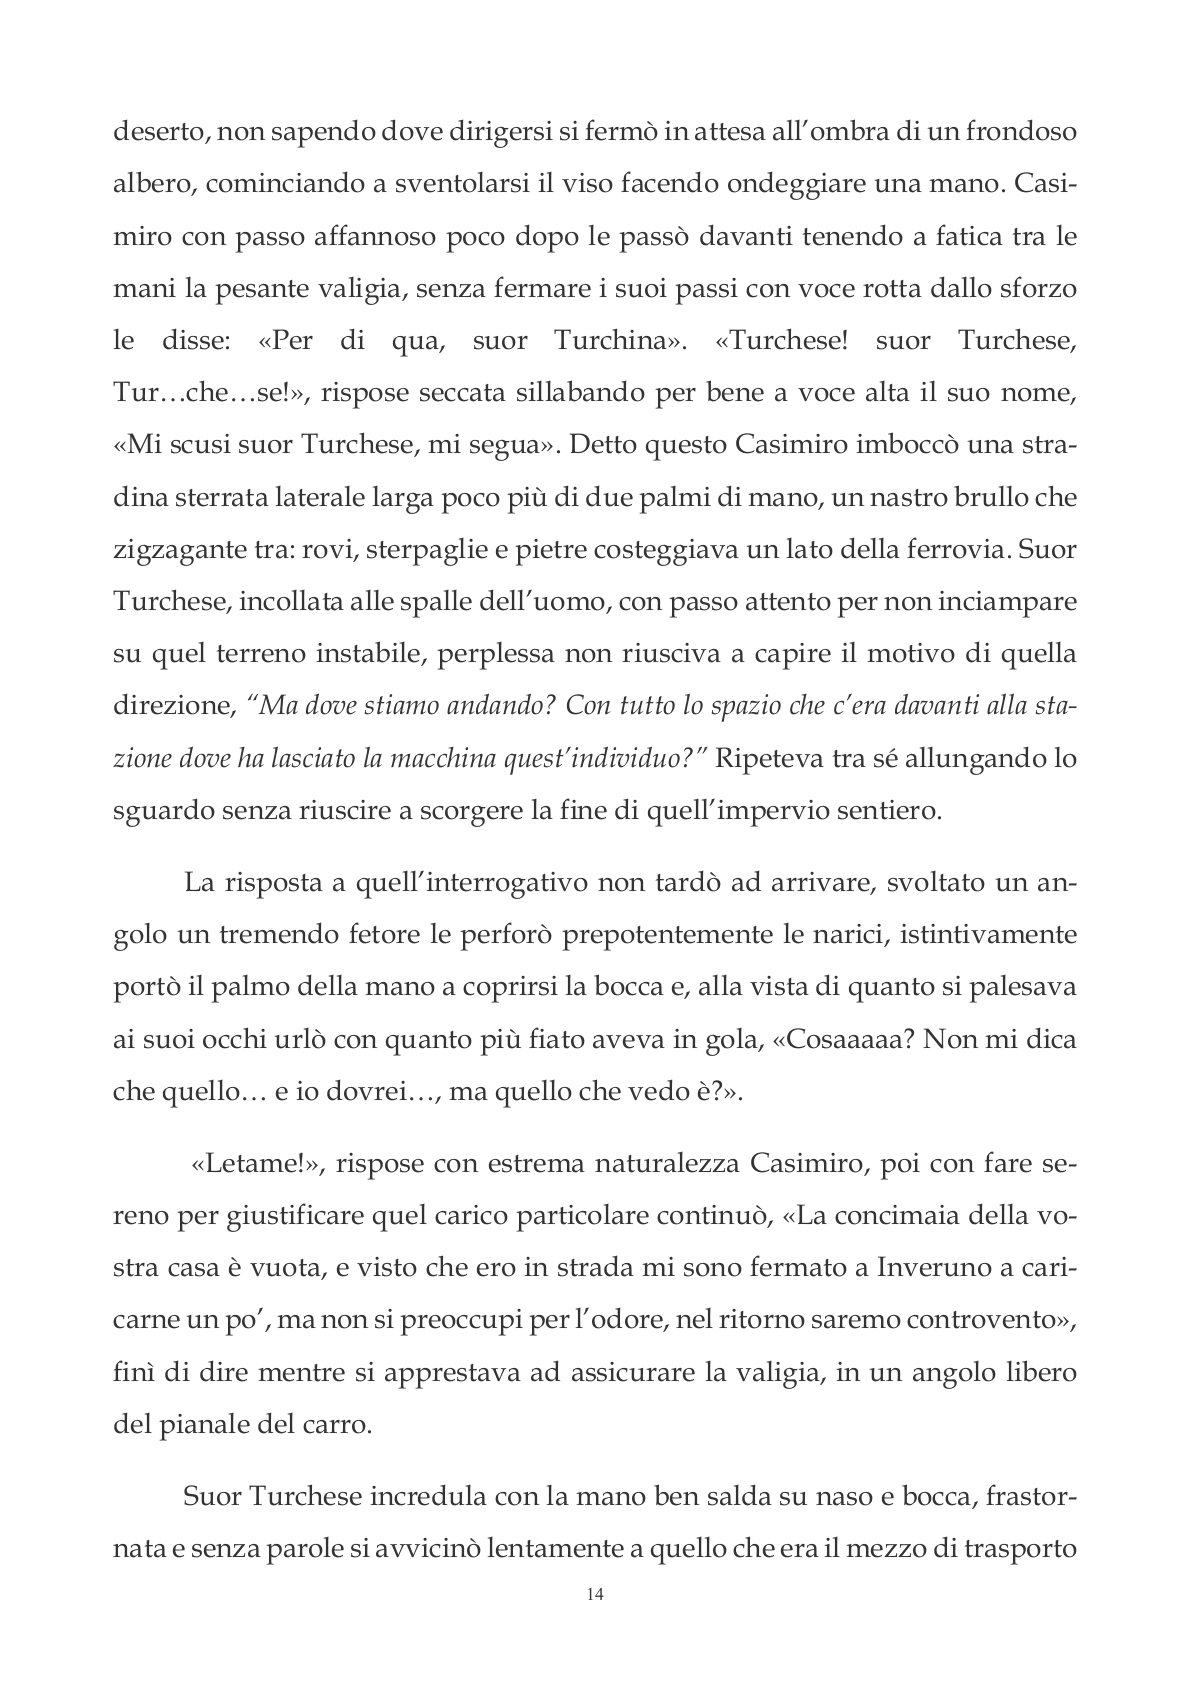 deserto, non sapendo dove dirigersi si fermò in attesa all’ombra di un frondoso
albero, cominciando a sventolarsi il viso facendo ondeggiare una mano. Casi-
miro con passo affannoso poco dopo le passò davanti tenendo a fatica tra le
mani la pesante valigia, senza fermare i suoi passi con voce rotta dallo sforzo
le disse: «Per di qua, suor Turchina». «Turchese! suor Turchese,
Tur…che…se!», rispose seccata sillabando per bene a voce alta il suo nome,
«Mi scusi suor Turchese, mi segua». Detto questo Casimiro imboccò una stra-
dina sterrata laterale larga poco più di due palmi di mano, un nastro brullo che
zigzagante tra: rovi, sterpaglie e pietre costeggiava un lato della ferrovia. Suor
Turchese, incollata alle spalle dell’uomo, con passo attento per non inciampare
su quel terreno instabile, perplessa non riusciva a capire il motivo di quella
direzione, “Ma dove stiamo andando? Con tutto lo spazio che c’era davanti alla sta-
zione dove ha lasciato la macchina quest’individuo?” Ripeteva tra sé allungando lo
sguardo senza riuscire a scorgere la fine di quell’impervio sentiero.
La risposta a quell’interrogativo non tardò ad arrivare, svoltato un an-
golo un tremendo fetore le perforò prepotentemente le narici, istintivamente
portò il palmo della mano a coprirsi la bocca e, alla vista di quanto si palesava
ai suoi occhi urlò con quanto più fiato aveva in gola, «Cosaaaaa? Non mi dica
che quello… e io dovrei…, ma quello che vedo è?».
«Letame!», rispose con estrema naturalezza Casimiro, poi con fare se-
reno per giustificare quel carico particolare continuò, «La concimaia della vo-
stra casa è vuota, e visto che ero in strada mi sono fermato a Inveruno a cari-
carne un po’, ma non si preoccupi per l’odore, nel ritorno saremo controvento»,
finì di dire mentre si apprestava ad assicurare la valigia, in un angolo libero
del pianale del carro.
Suor Turchese incredula con la mano ben salda su naso e bocca, frastor-
nata e senza parole si avvicinò lentamente a quello che era il mezzo di trasporto
14